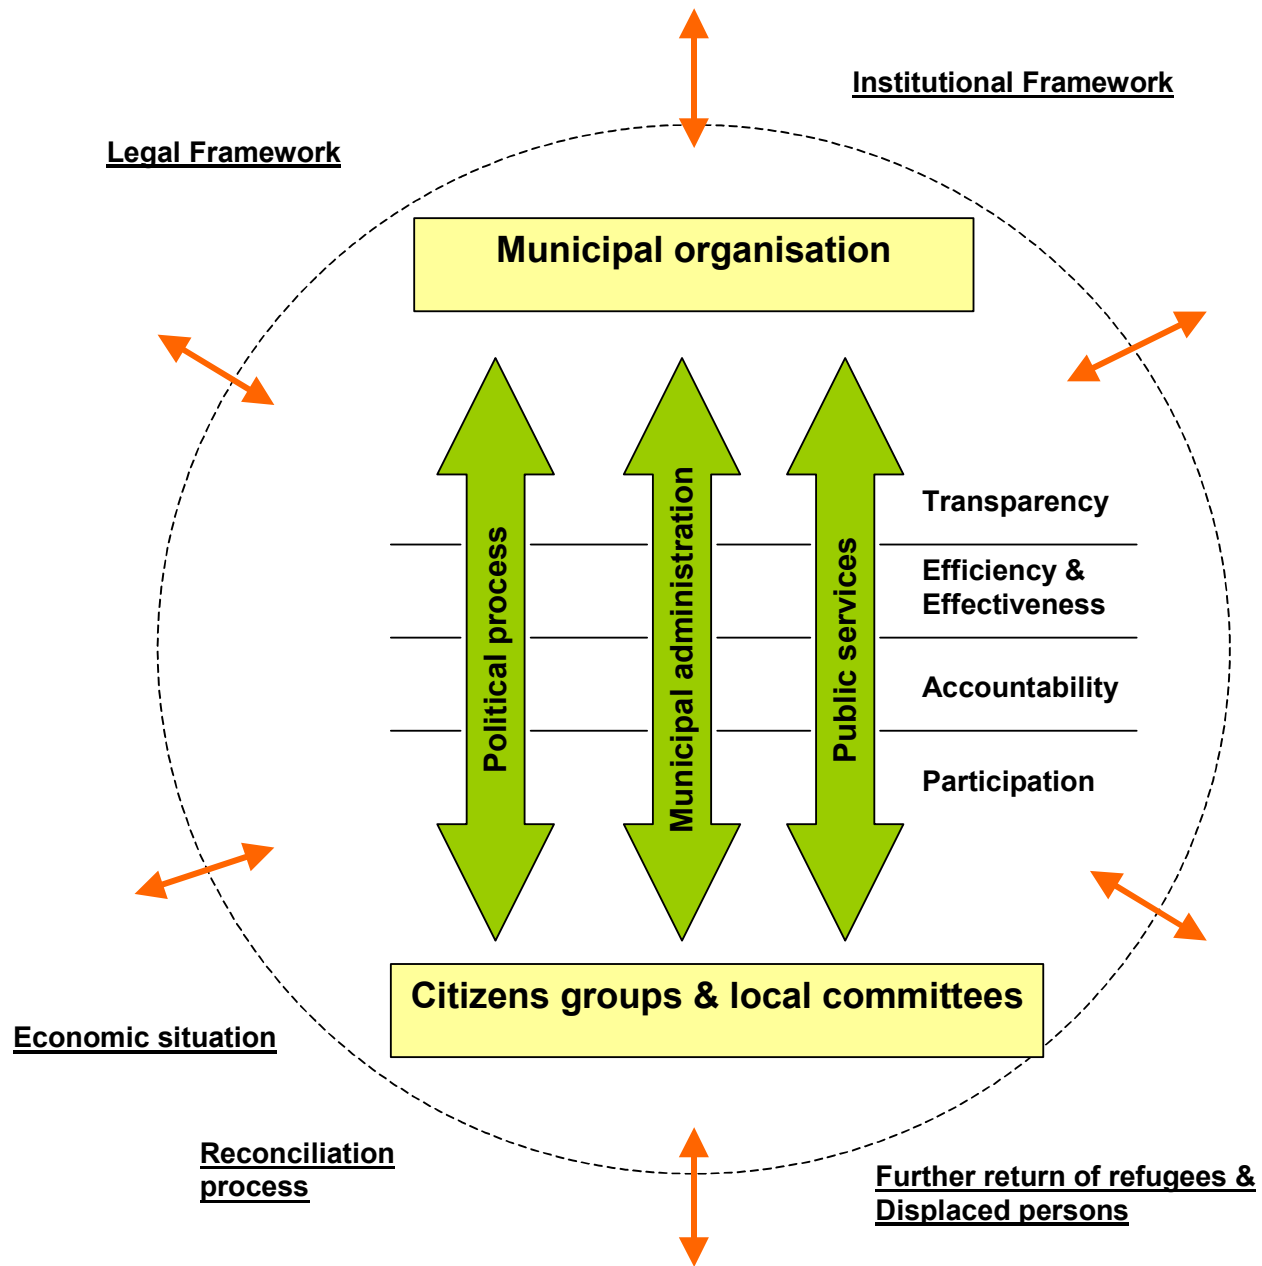 Institutional Framework
Legal Framework
Municipal organisation
Political process
Municipal administration
Public services
Transparency
Efficiency &
Effectiveness
Accountability
Participation
Citizens groups & local committees
Economic situation
Reconciliation
process
Further return of refugees &
Displaced persons